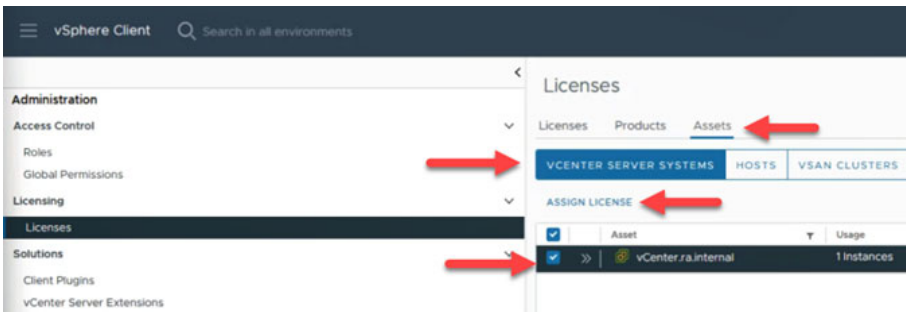 vSphere Client Search in all environments
Administration
Access Control
Roles
Global Permissions
Licensing
Licenses
Solutions
Client Plugins
vCenter Server Extensions
Licenses
Licenses Products Assets
VCENTER SERVER SYSTEMS HOSTS VSAN CLUSTERS
ASSIGN LICENSE
Asset Usage
vCenter.ra.internal 1 Instances